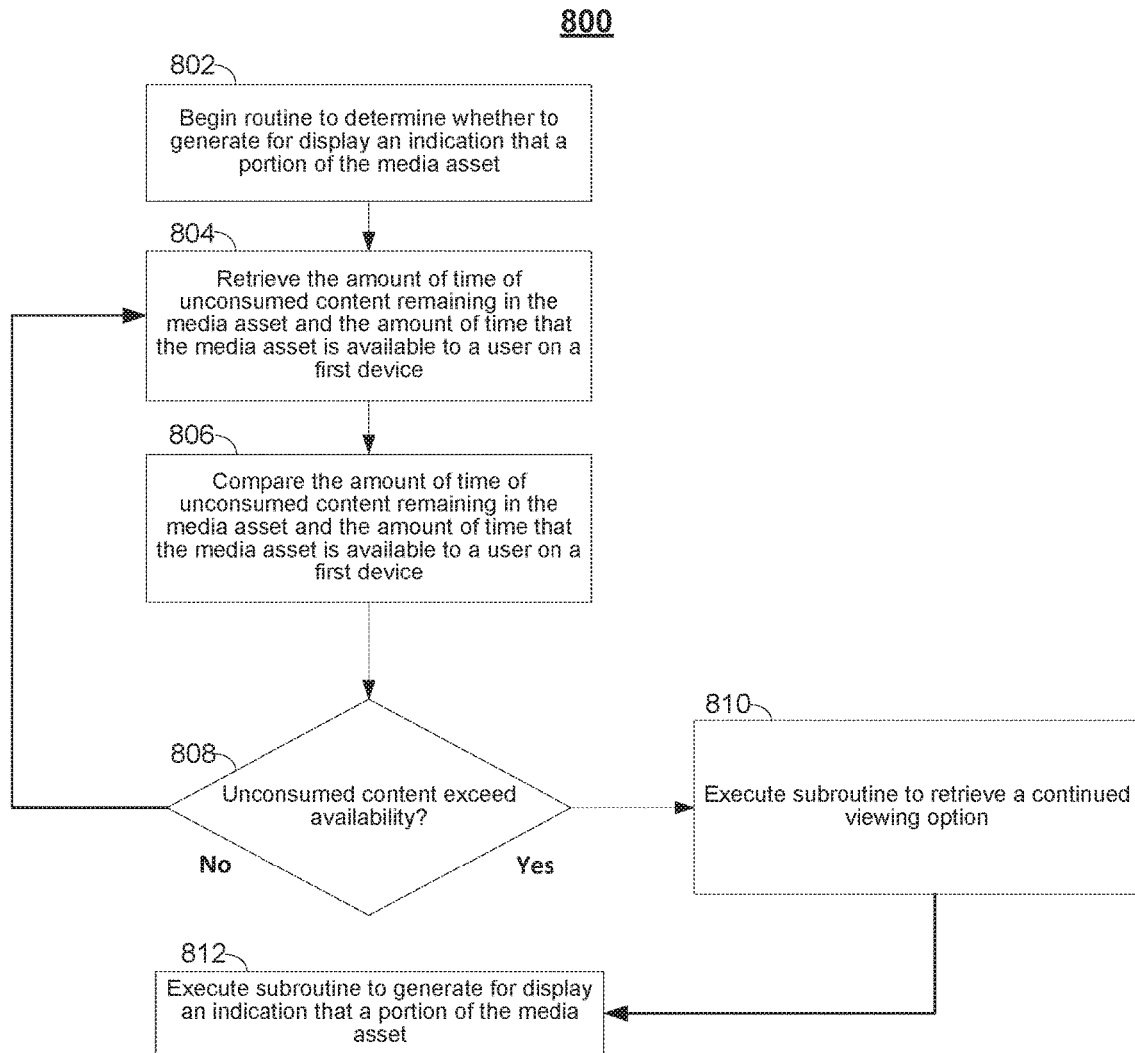 800
802
Begin routine to determine whether to
generate for display an indication that a
portion of the media asset
804
Retrieve the amount of time of
unconsumed content remaining in the
media asset and the amount of time that
the media asset is available to a user on a
first device
806
Compare the amount of time of
unconsumed content remaining in the
media asset and the amount of time that
the media asset is available to a user on a
first device
808
Unconsumed content exceed
availability?
No
Yes
810
Execute subroutine to retrieve a continued
viewing option
812
Execute subroutine to generate for display
an indication that a portion of the media
asset